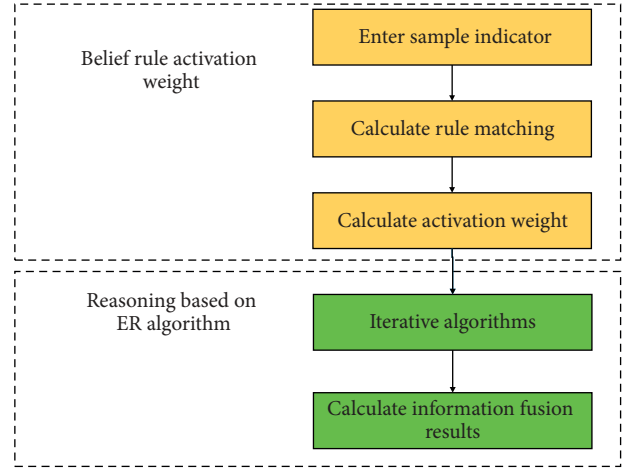 Belief rule activation
weight
Enter sample indicator
Calculate rule matching
Calculate activation weight
Reasoning based on
ER algorithm
Iterative algorithms
Calculate information fusion
results